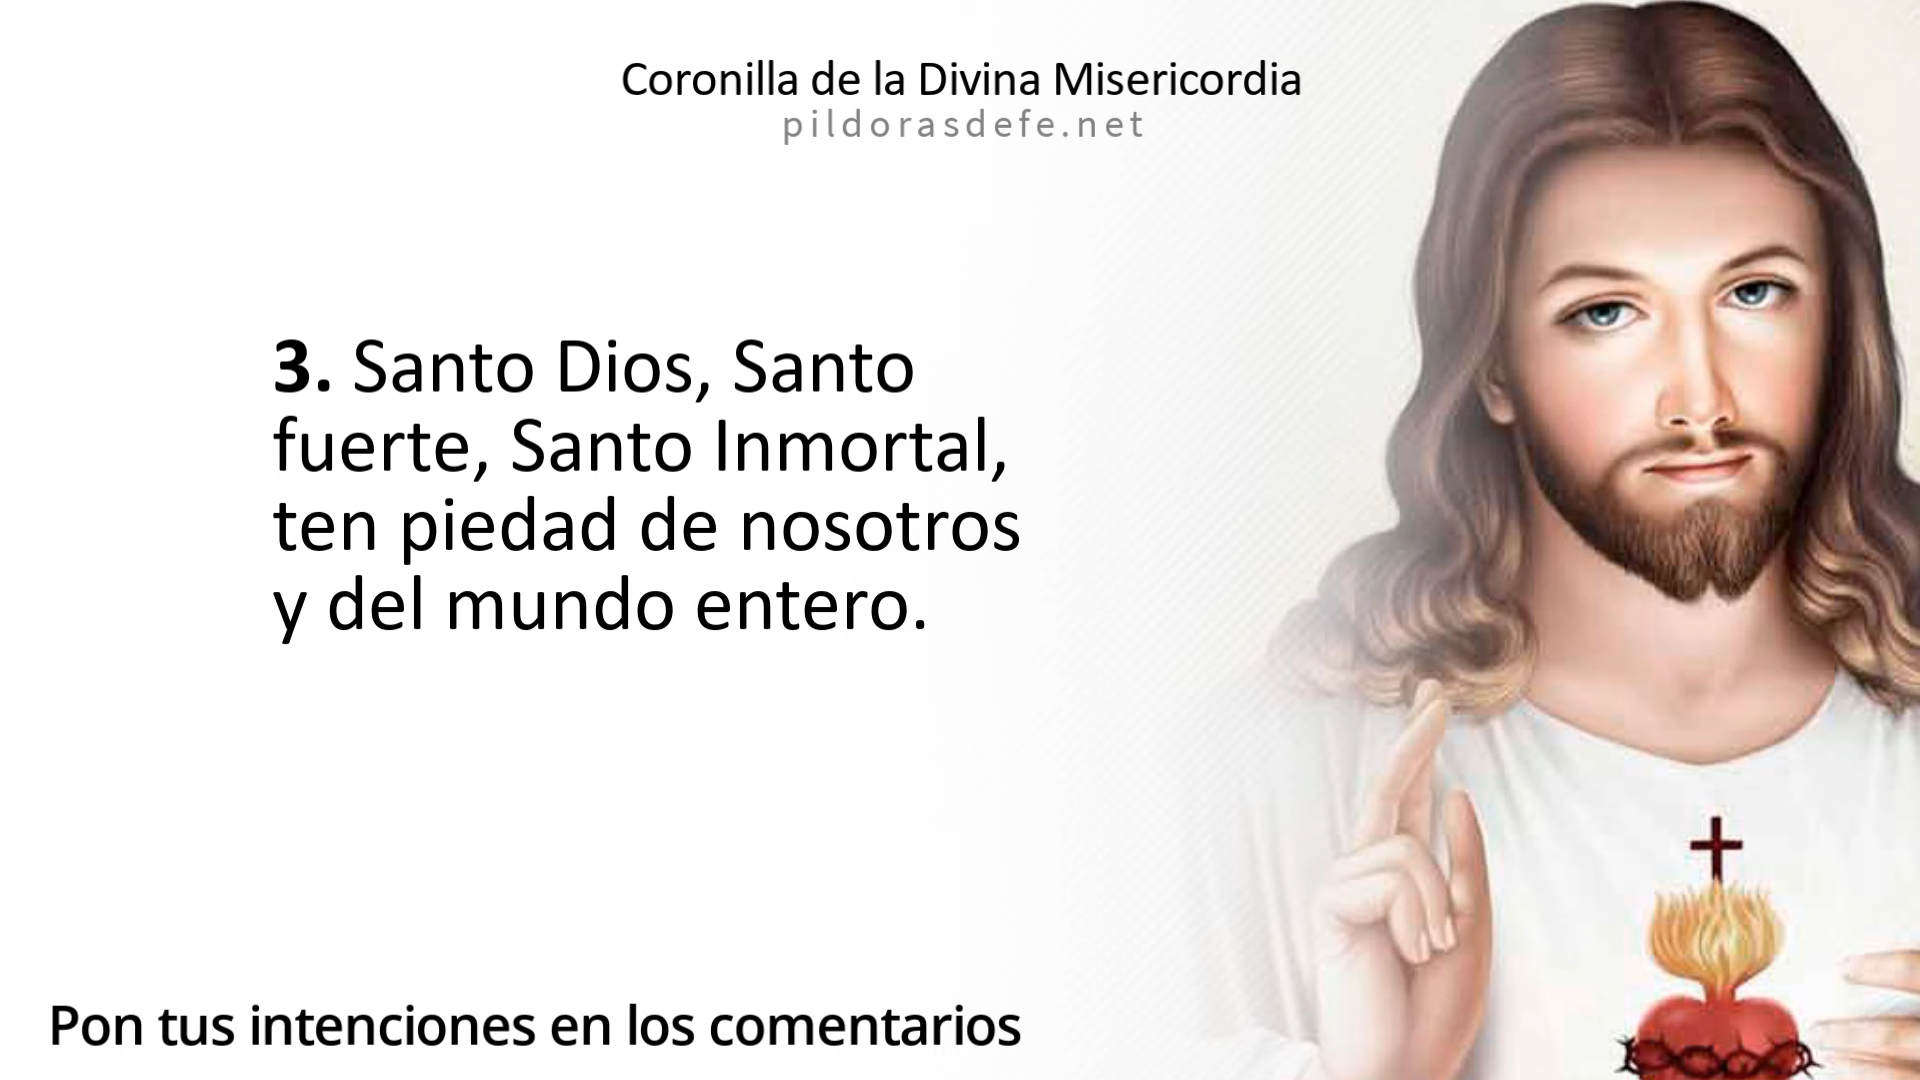 Coronilla de la Divina Misericordia
pildorasdefe.net
3. Santo Dios, Santo
fuerte, Santo Inmortal,
ten piedad de nosotros
y del mundo entero.
Pon tus intenciones en los comentarios